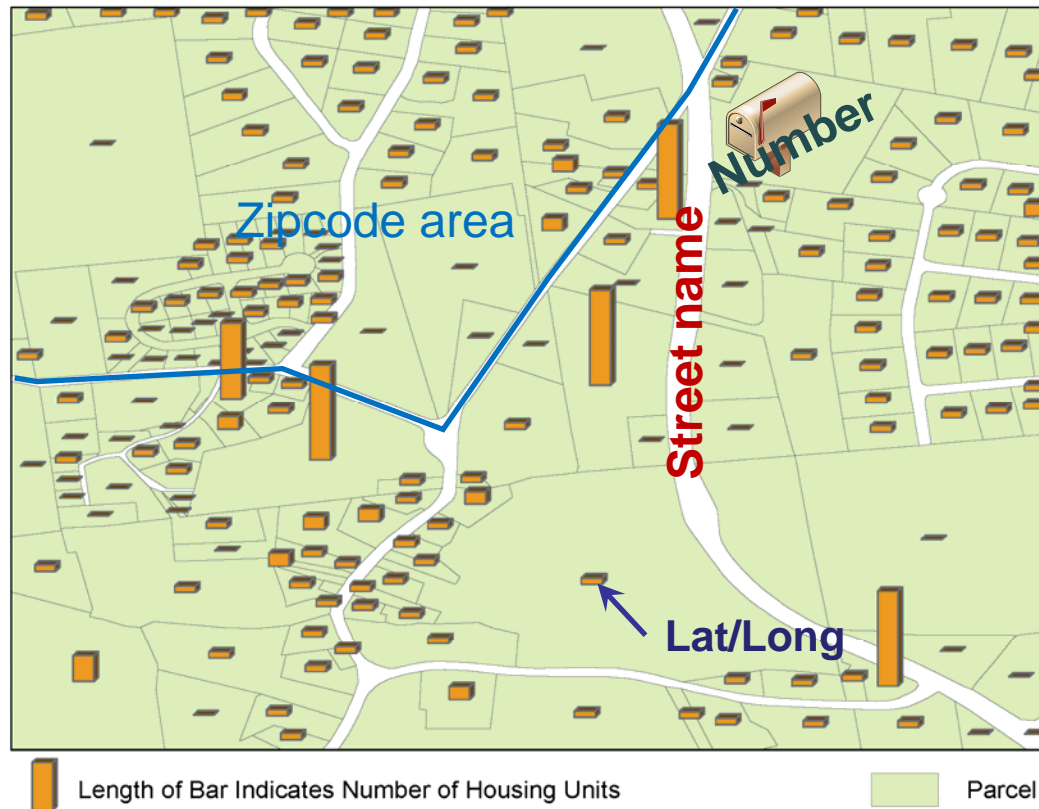 Number
Zipcode area
Street name
Lat/Long
Length of Bar Indicates Number of Housing Units
Parcel